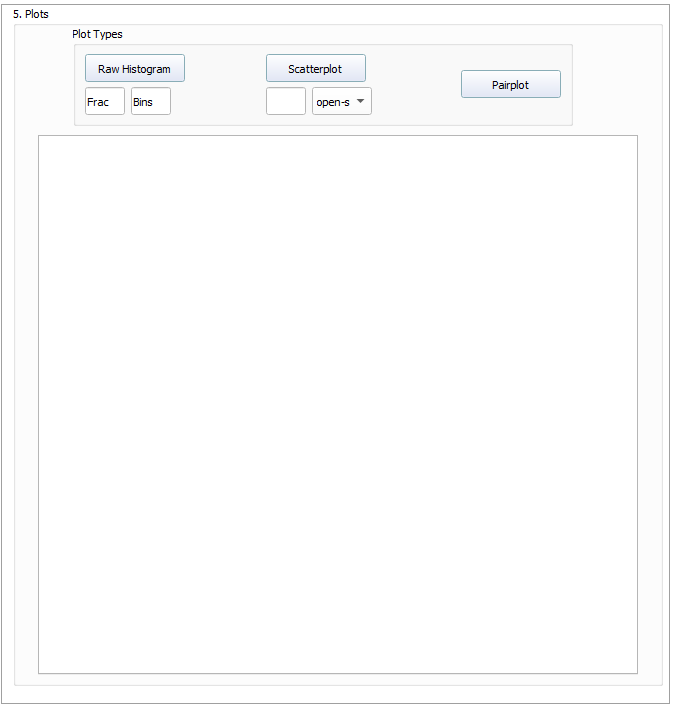 5. Plots
Plot Types
Raw Histogram
Scatterplot
Pairplot
Frac
Bins
open-s